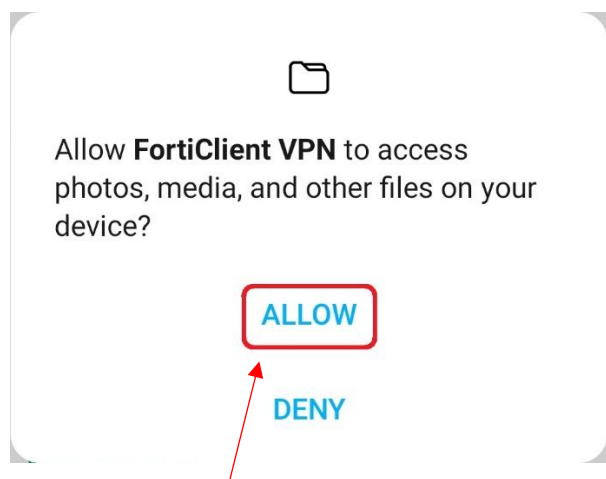 Allow FortiClient VPN to access
photos, media, and other files on your
device?
ALLOW
DENY